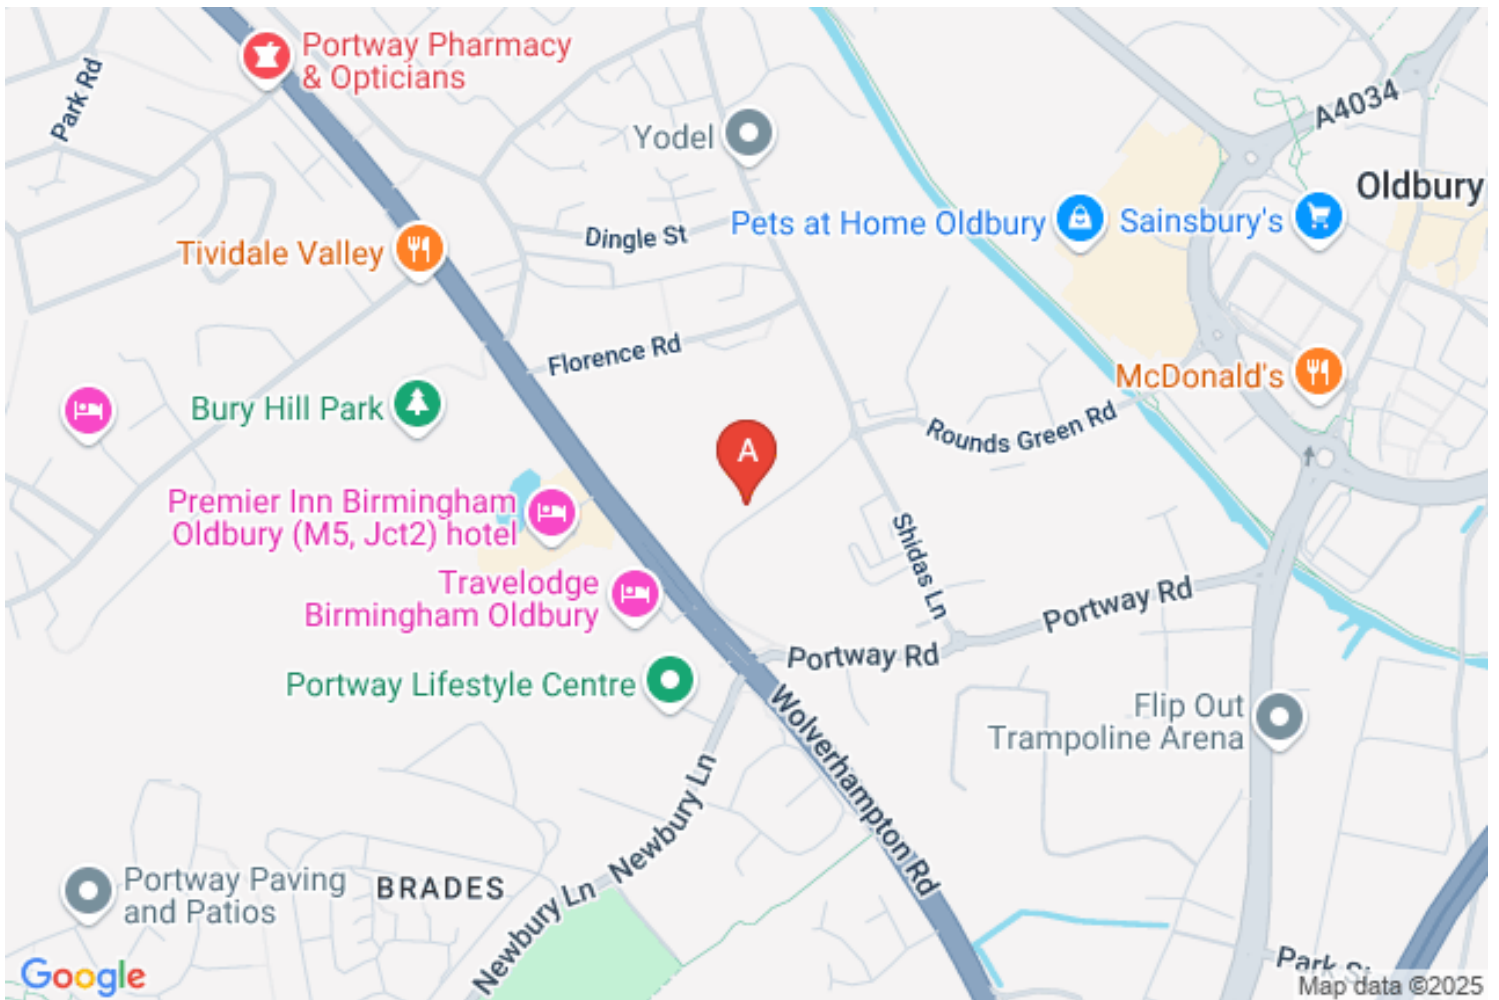 Portway Pharmacy
& Opticians
Park Rd
A4034
Yodel
Oldbury
Dingle St
Pets at Home Oldbury
Sainsbury's
Tividale Valley
Florence Rd
McDonald's
Bury Hill Park
Rounds Green Rd
A
Premier Inn Birmingham
Oldbury (M5, Jct2) hotel
Shidas Ln
Travelodge
Birmingham Oldbury
Portway Rd
Portway Rd
Portway Lifestyle Centre
Wolverhampton Rd
Flip Out
Trampoline Arena
Newbury Ln
Portway Paving
and Patios
BRADES
Newbury Ln
Park St
Google
Map data ©2025